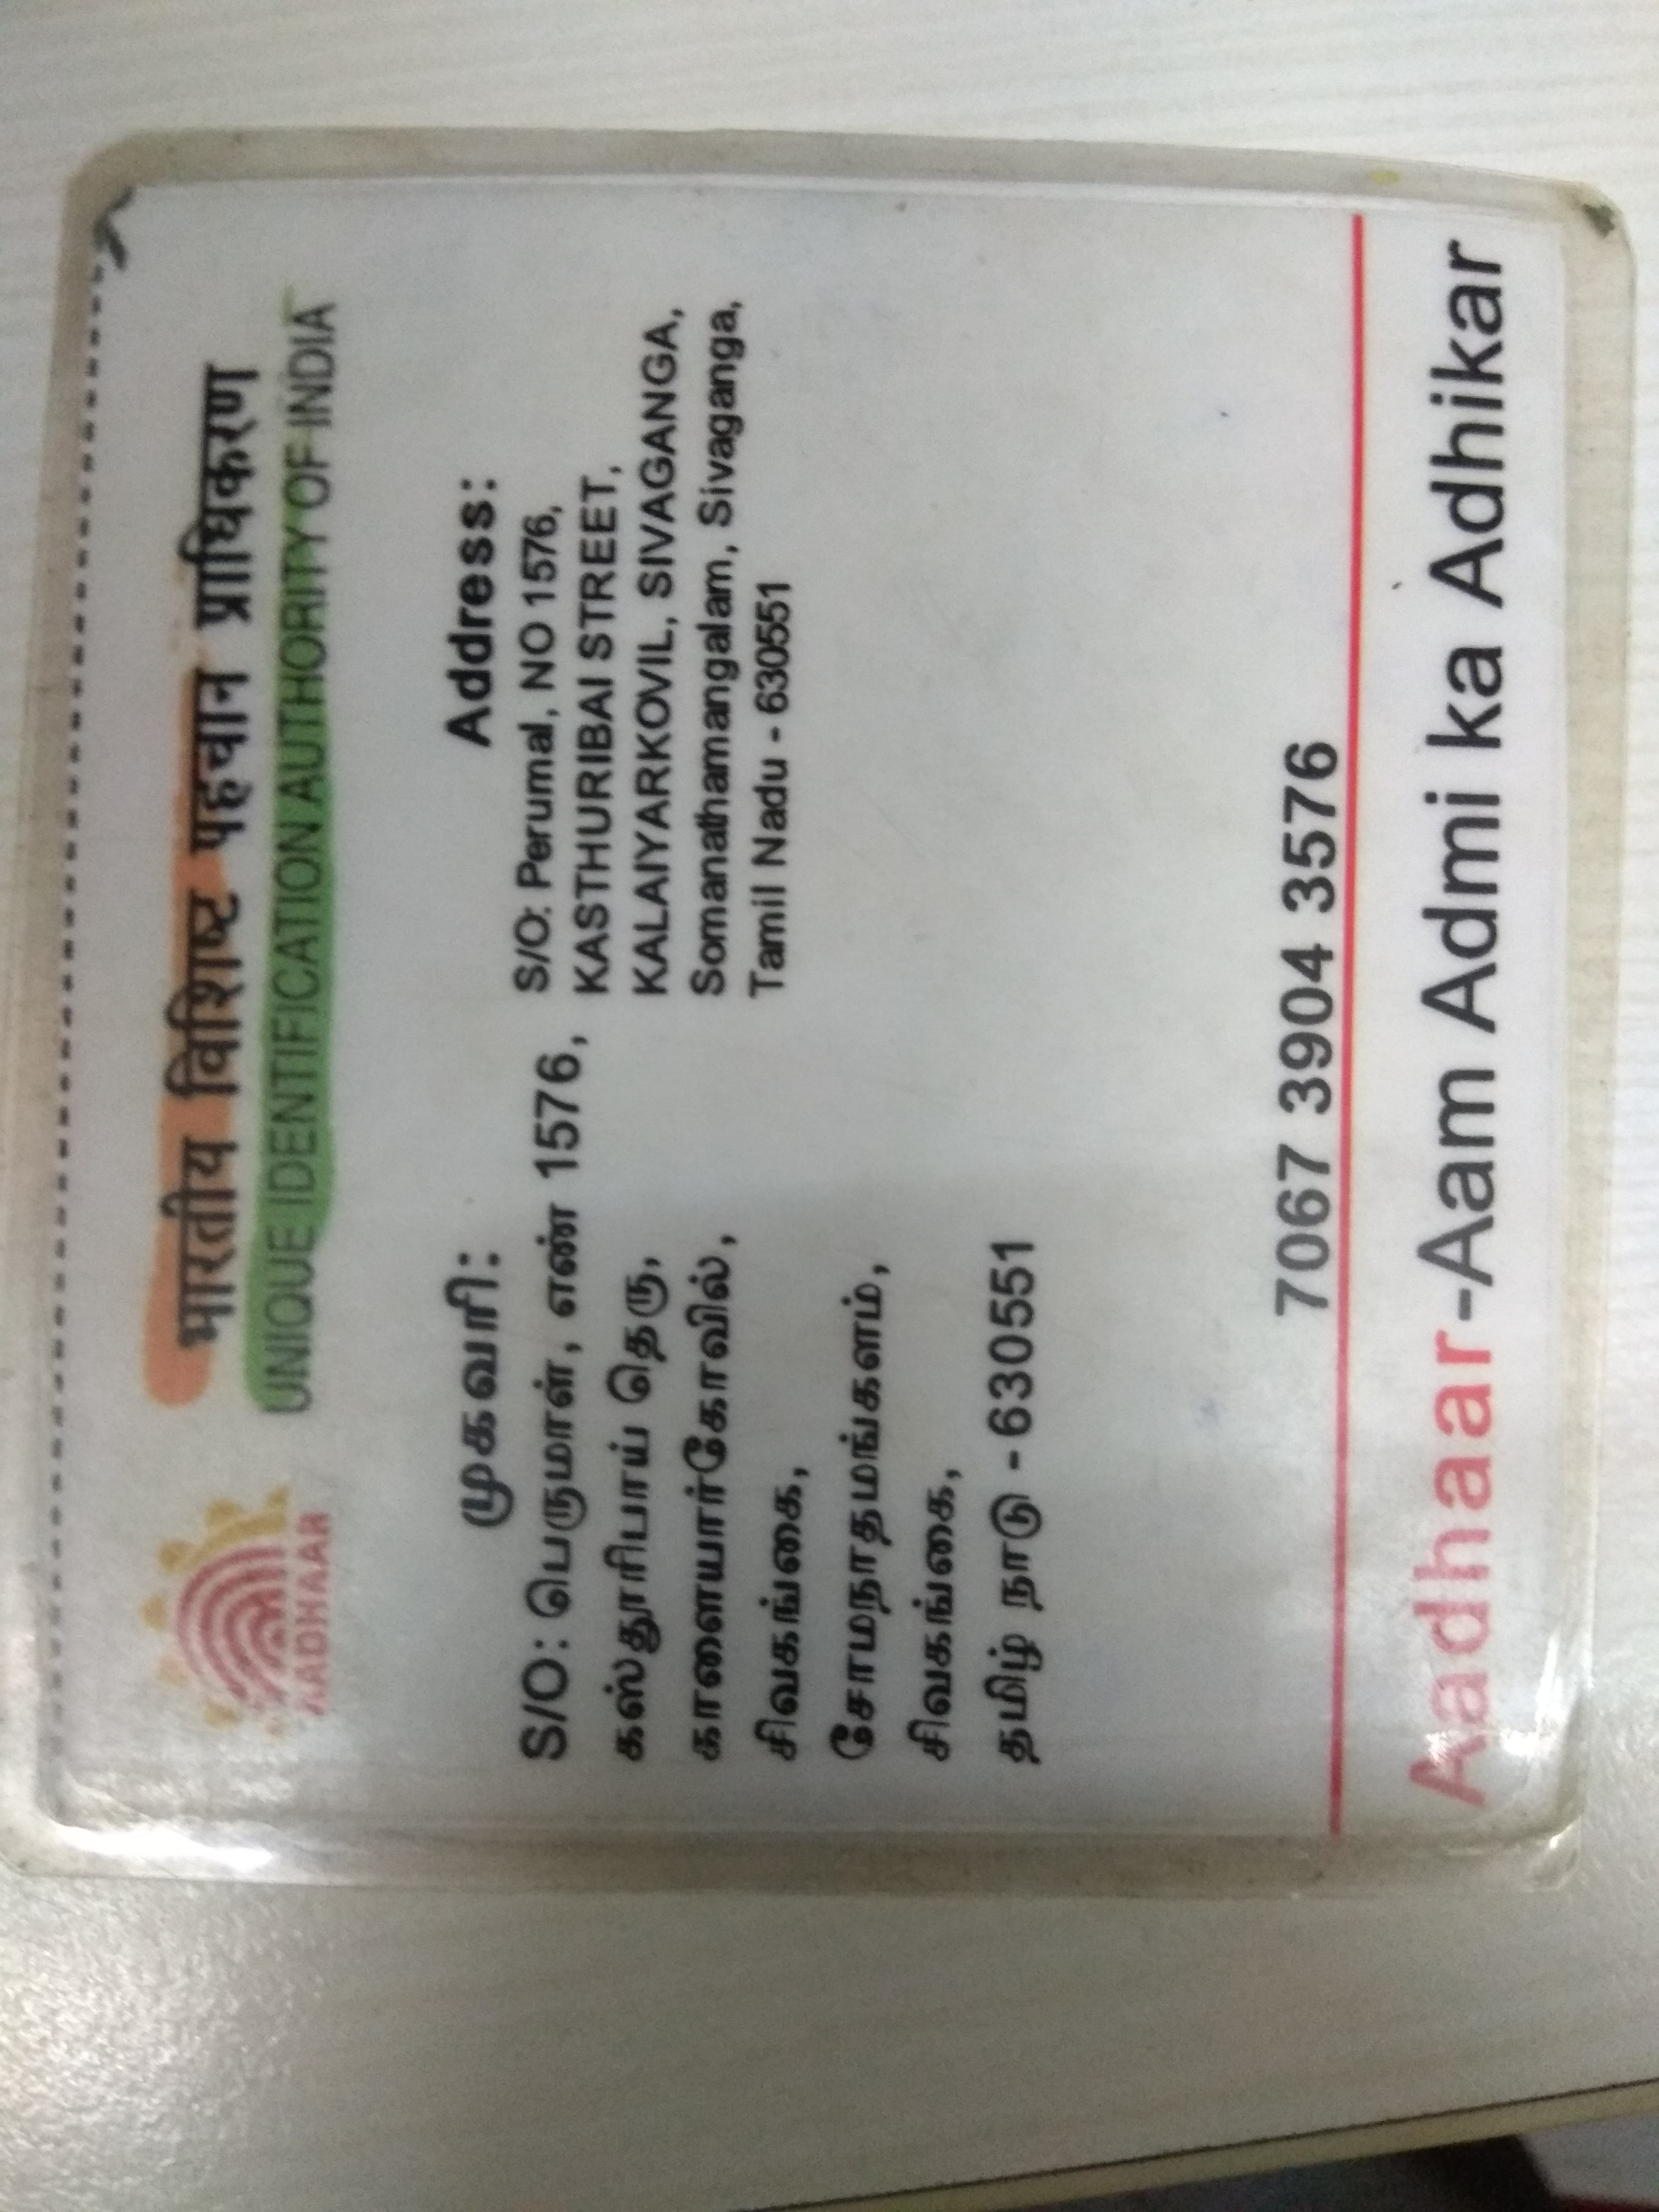 भारतीय विशिष्ट पहचान प्राधिकरण
UNIQUE IDENTIFICATION AUTHORITY OF INDIA
AADHAAR
முகவரி:
S/O: பெருமாள், எண் 1576,
கஸ்தூரிபாய் தெரு,
காளையார்கோவில்,
சிவகங்கை,
சோமநாதமங்களம்,
சிவகங்கை,
தமிழ் நாடு - 630551
Address:
S/O: Perumal, NO 1576,
KASTHURIBAI STREET,
KALAIYARKOVIL, SIVAGANGA,
Somanathamangalam, Sivaganga,
Tamil Nadu - 630551
7067 3904 3576
Aadhaar-Aam Admi ka Adhikar